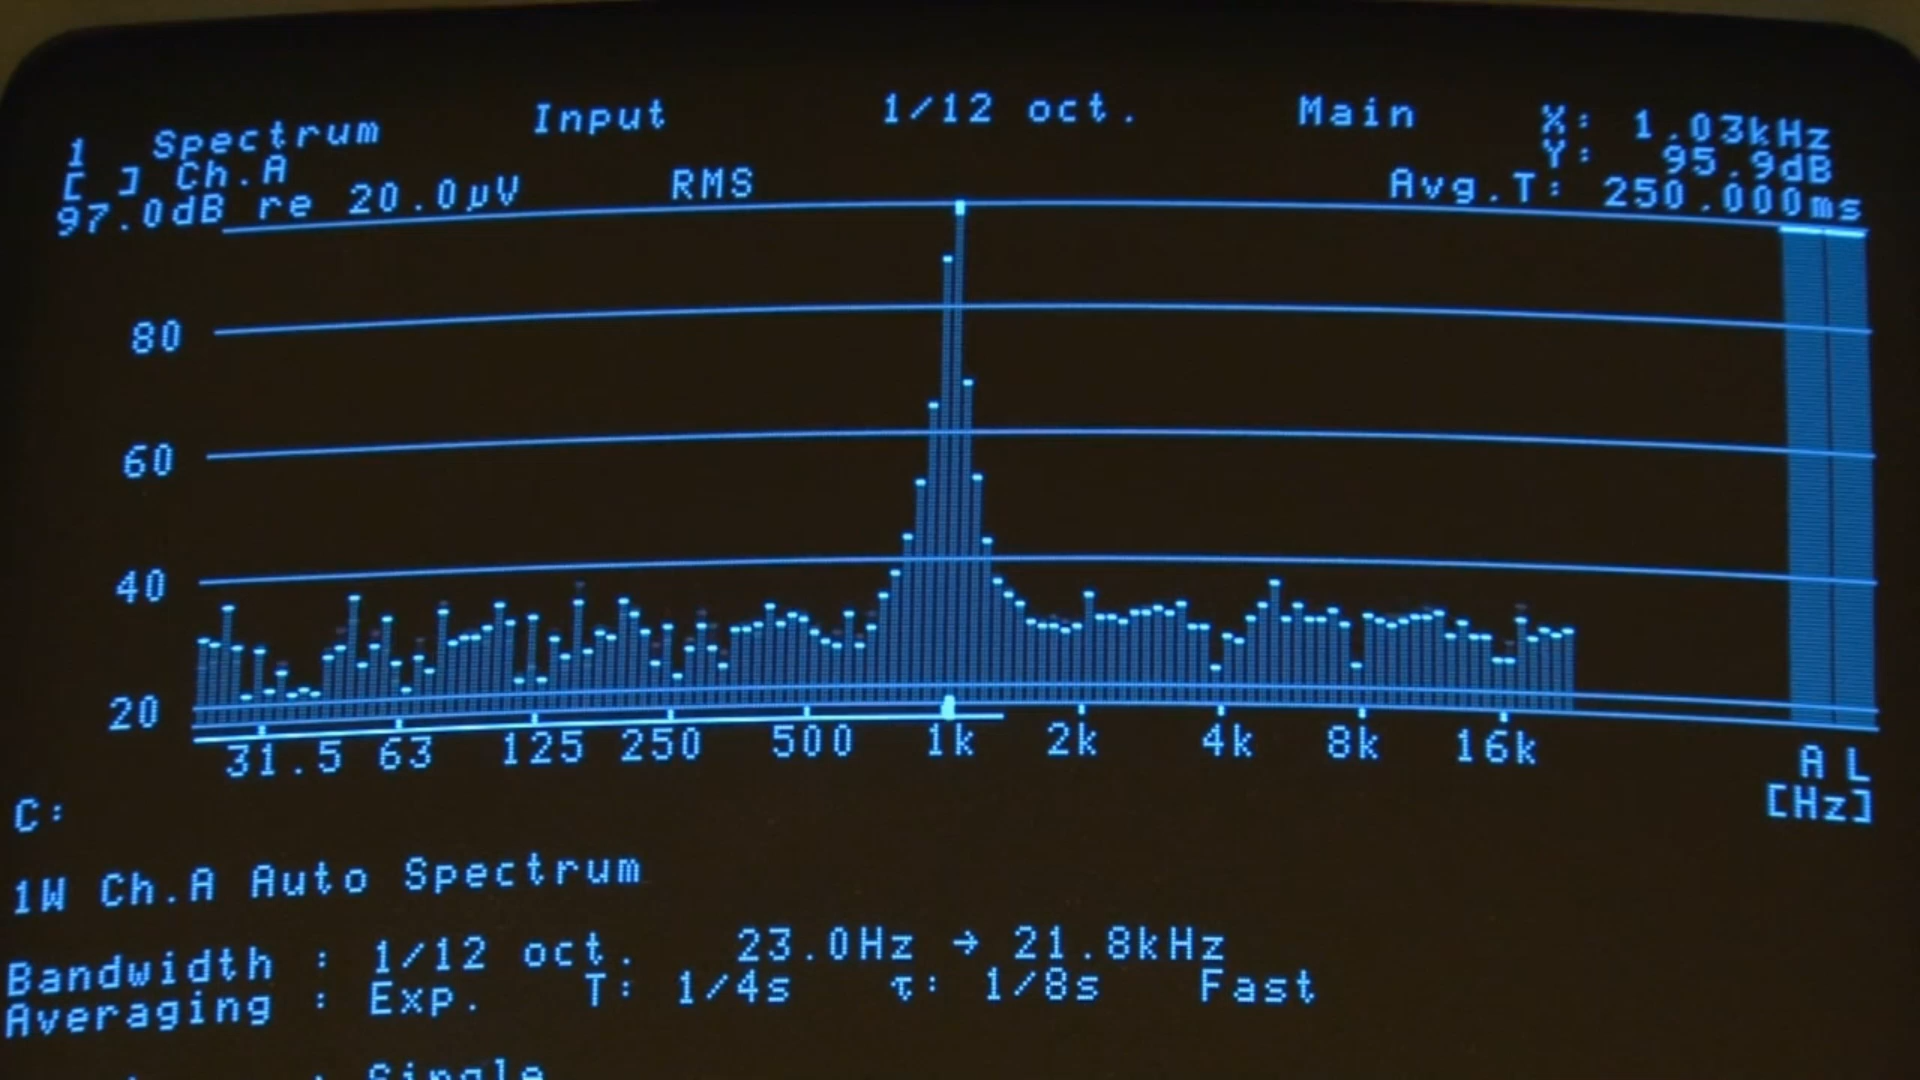 1 Spectrum Input 1/12 oct. Main X: 1.03kHz
[ ] Ch.A Y: 95.9dB
97.0dB re 20.0μV RMS Avg.T: 250.000ms
80
60
40
20
31.5 63 125 250 500 1k 2k 4k 8k 16k A L
[Hz]
C:
1W Ch.A Auto Spectrum
Bandwidth : 1/12 oct. 23.0Hz → 21.8kHz
Averaging : Exp. T: 1/4s τ: 1/8s Fast
: Single